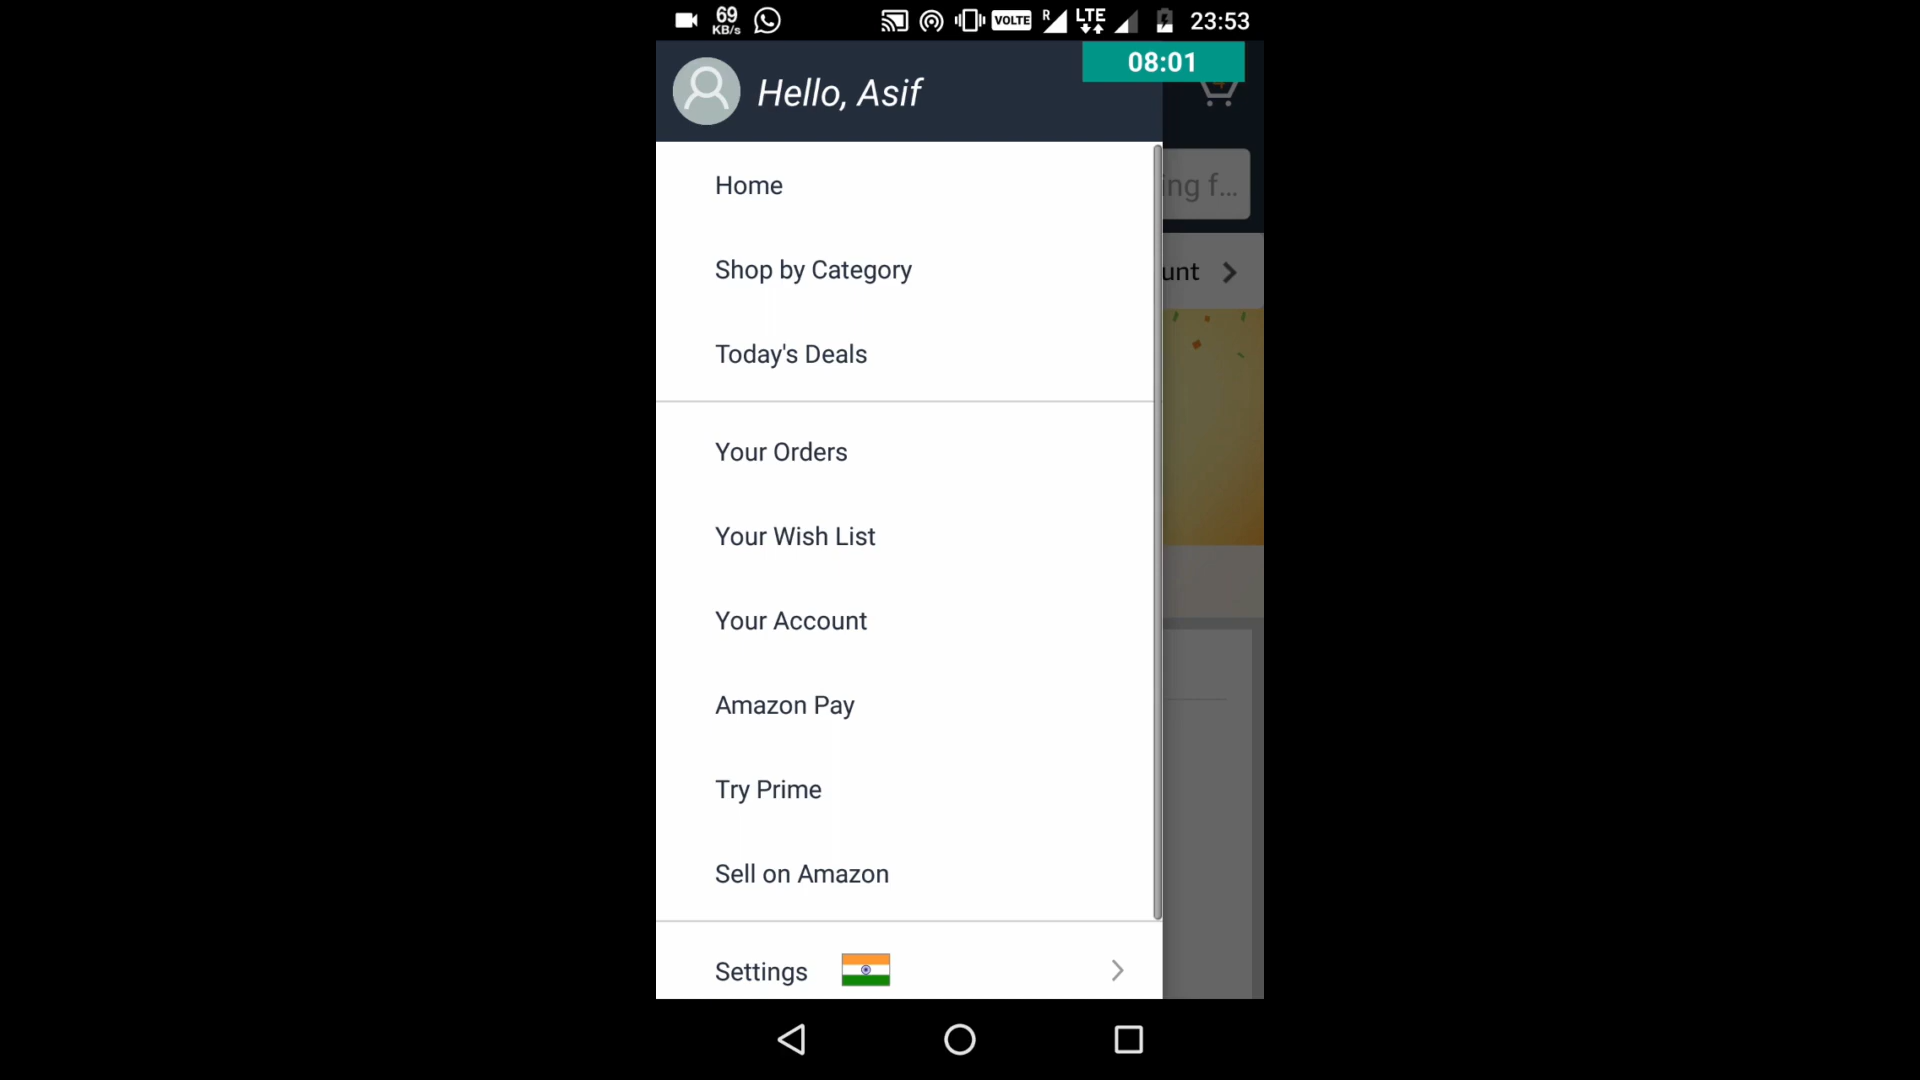 69
KB/s
VOLTE
R
LTE
23:53
08:01
Hello, Asif
Home
ing f...
Shop by Category
unt
Today's Deals
Your Orders
Your Wish List
Your Account
Amazon Pay
Try Prime
Sell on Amazon
Settings